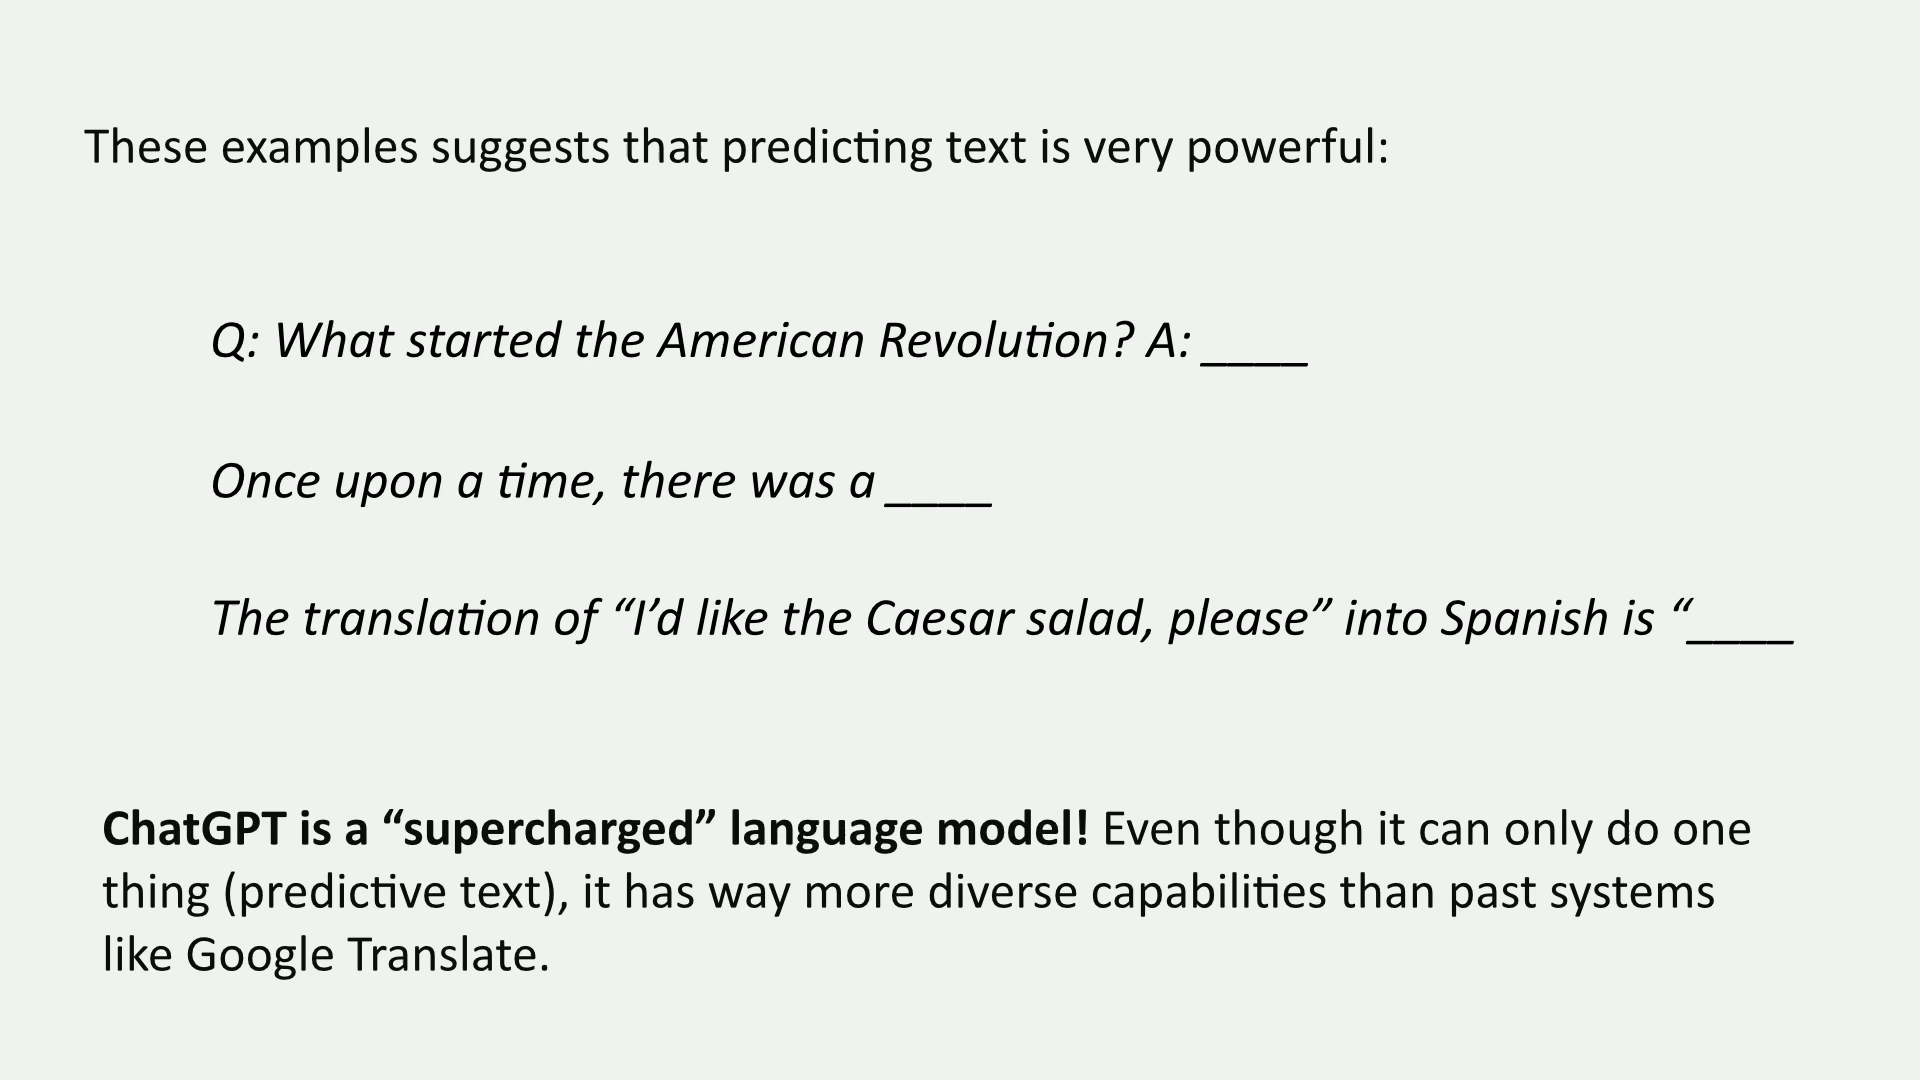 These examples suggests that predicting text is very powerful:
Q: What started the American Revolution? A: ____
Once upon a time, there was a ____
The translation of “I’d like the Caesar salad, please” into Spanish is “____
ChatGPT is a “supercharged” language model! Even though it can only do one
thing (predictive text), it has way more diverse capabilities than past systems
like Google Translate.